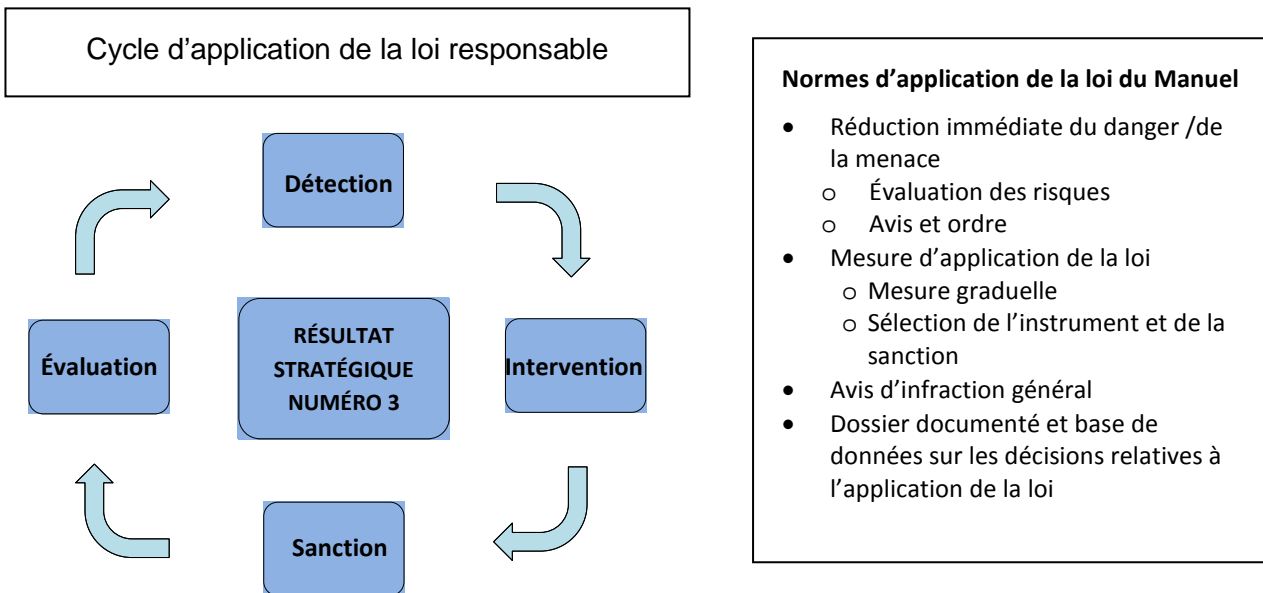 Cycle d'application de la loi responsable
Détection
Évaluation
RÉSULTAT
STRATÉGIQUE
NUMÉRO 3
Intervention
Sanction
Normes d'application de la loi du Manuel
• Réduction immédiate du danger /de
la menace
o Évaluation des risques
o Avis et ordre
• Mesure d'application de la loi
o Mesure graduelle
o Sélection de l'instrument et de la
sanction
• Avis d'infraction général
• Dossier documenté et base de
données sur les décisions relatives à
l'application de la loi